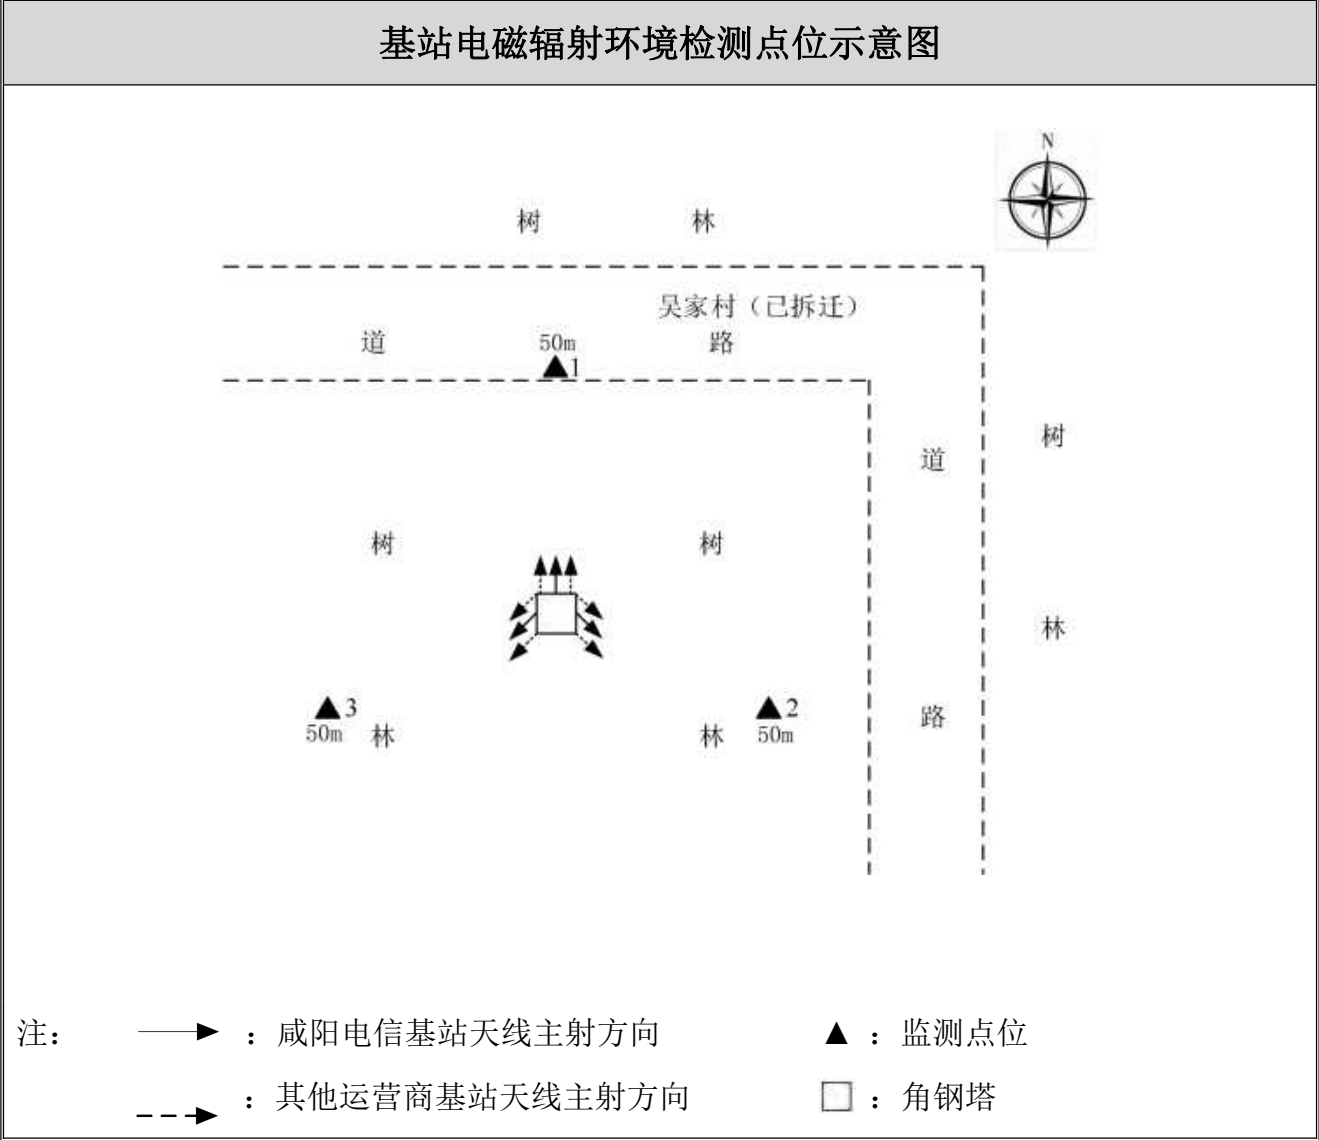 基站电磁辐射环境检测点位示意图
N
树 林
吴家村（已拆迁）
道 50m 路
1
树
道
树 树
林
3 2
50m 林 林 50m
路
注： ：咸阳电信基站天线主射方向 ▲ ：监测点位
：其他运营商基站天线主射方向 □ ：角钢塔